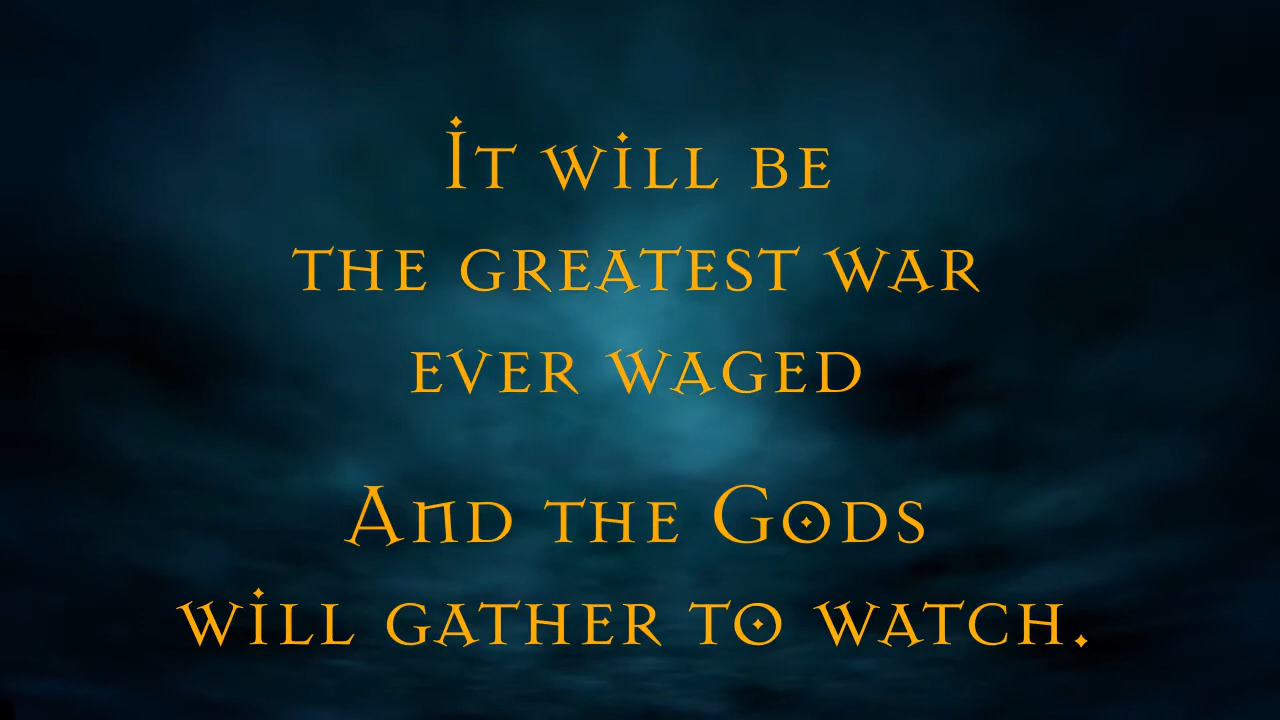 It will be
the greatest war
ever waged
And the Gods
will gather to watch.